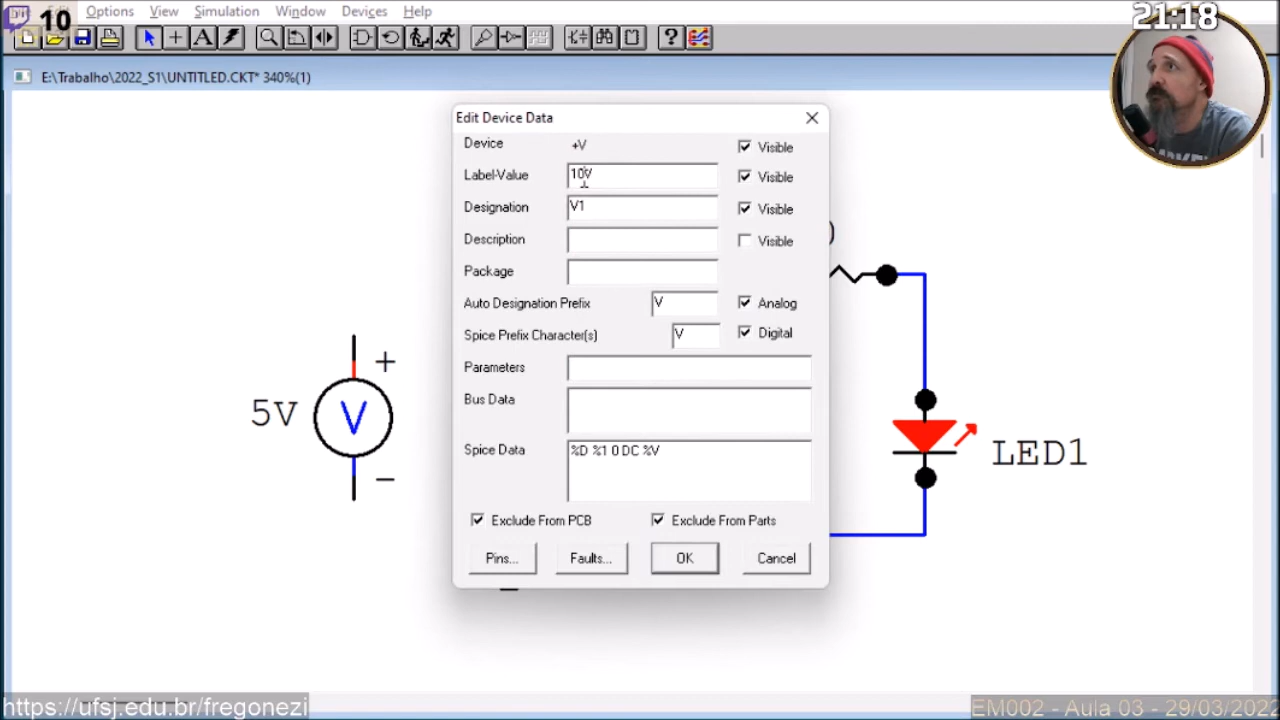 10
Options View Simulation Window Devices Help
21:18
E:\Trabalho\2022_S1\UNTITLED.CKT* 340%(1)
Edit Device Data
Device +V Visible
Label-Value 10V Visible
Designation V1 Visible
Description Visible
Package
Auto Designation Prefix V Analog
Spice Prefix Character(s) V Digital
Parameters
Bus Data
Spice Data %D %1 0 DC %V
Exclude From PCB Exclude From Parts
Pins... Faults... OK Cancel
5V V + −
LED1
https://ufsj.edu.br/fregonezi
EM002 - Aula 03 - 29/03/2022